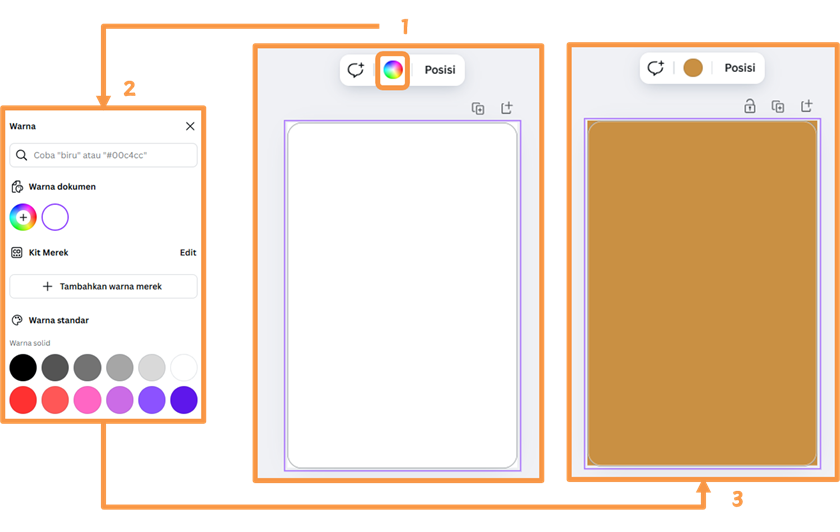 1
Posisi
2
Warna
Coba "biru" atau "#00c4cc"
Warna dokumen
Kit Merek
Edit
Tambahkan warna merek
Warna standar
Warna solid
Posisi
3